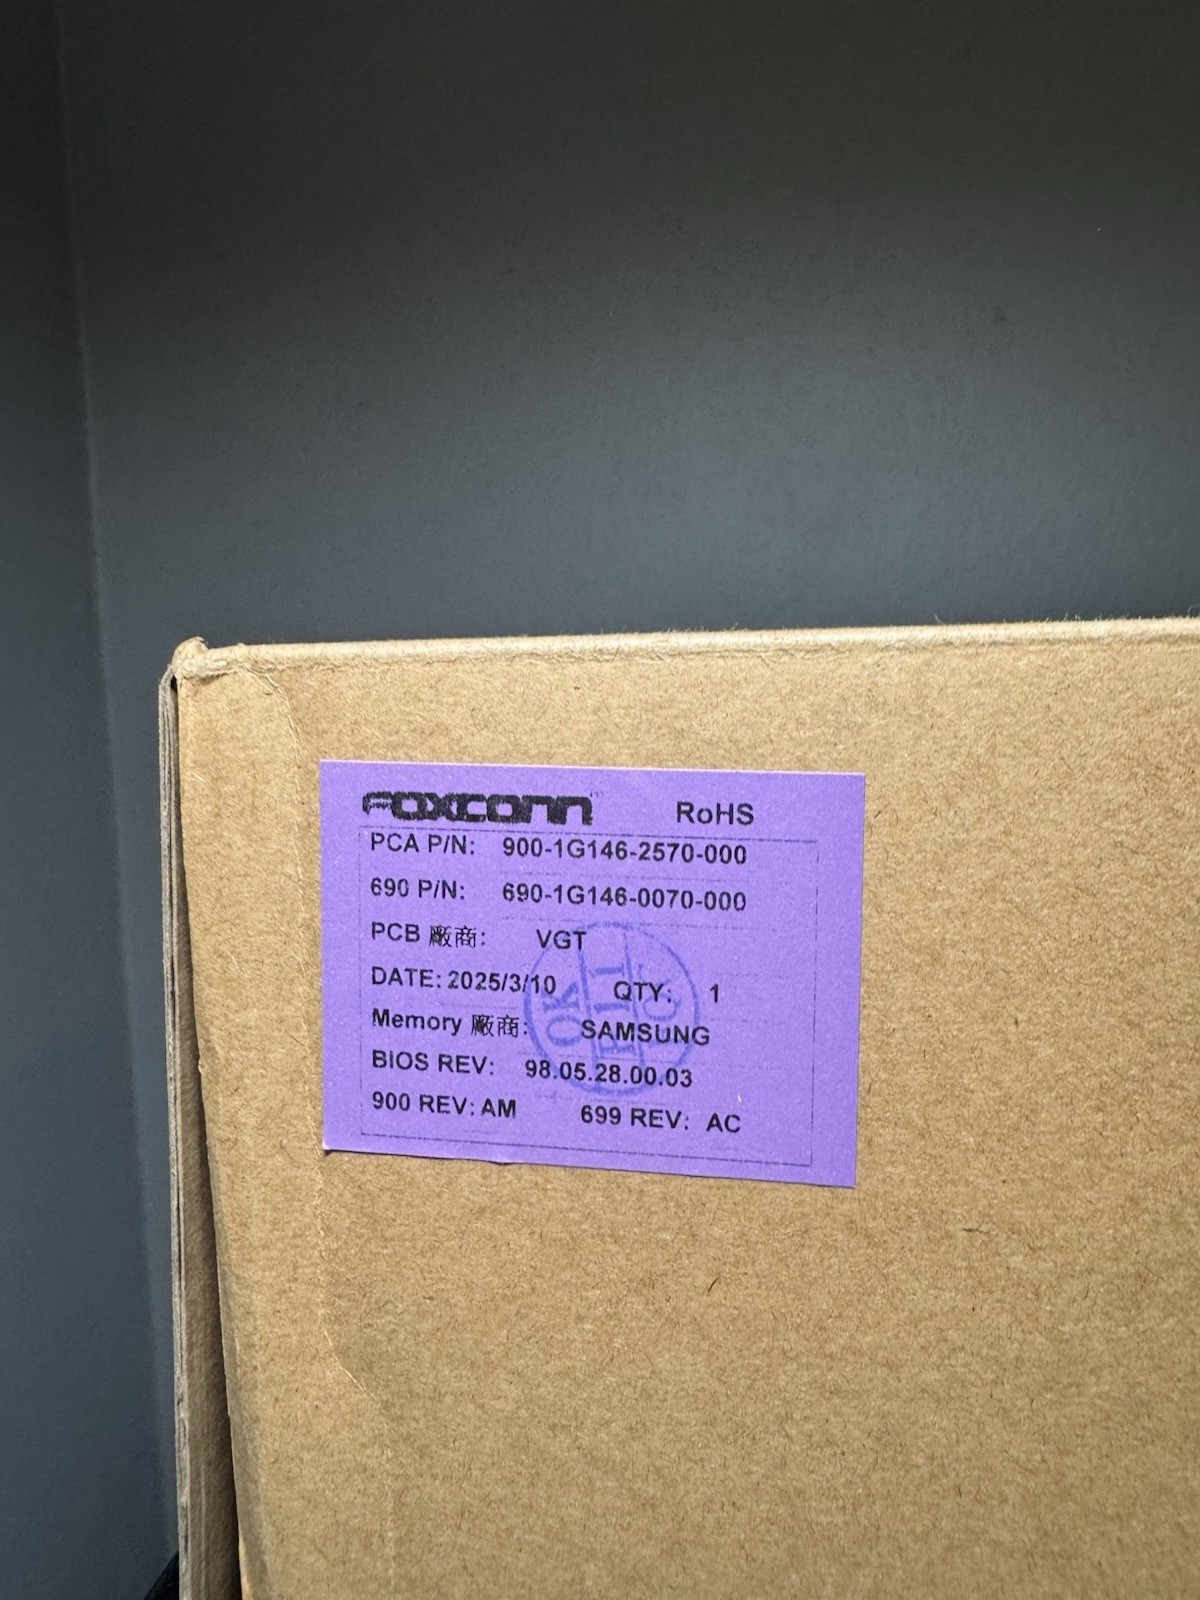 FOXCONN RoHS
PCA P/N: 900-1G146-2570-000
690 P/N: 690-1G146-0070-000
PCB 廠商: VGT
DATE: 2025/3/10 QTY: 1
Memory 廠商: SAMSUNG
BIOS REV: 98.05.28.00.03
900 REV: AM 699 REV: AC
OK